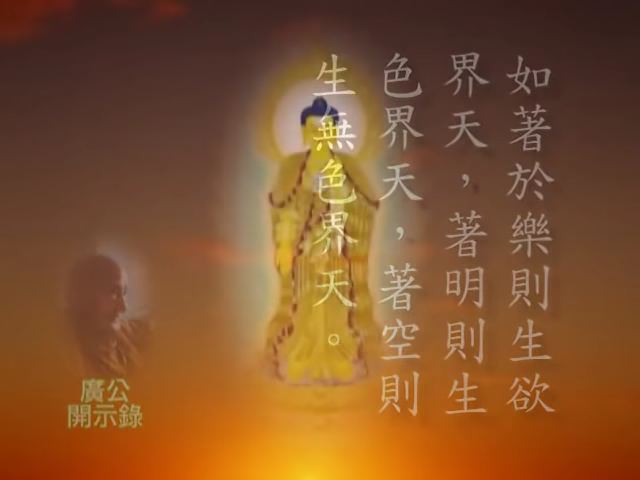 如著於樂則生欲
界天，著明則生
色界天，著空則
生無色界天。
廣公
開示錄